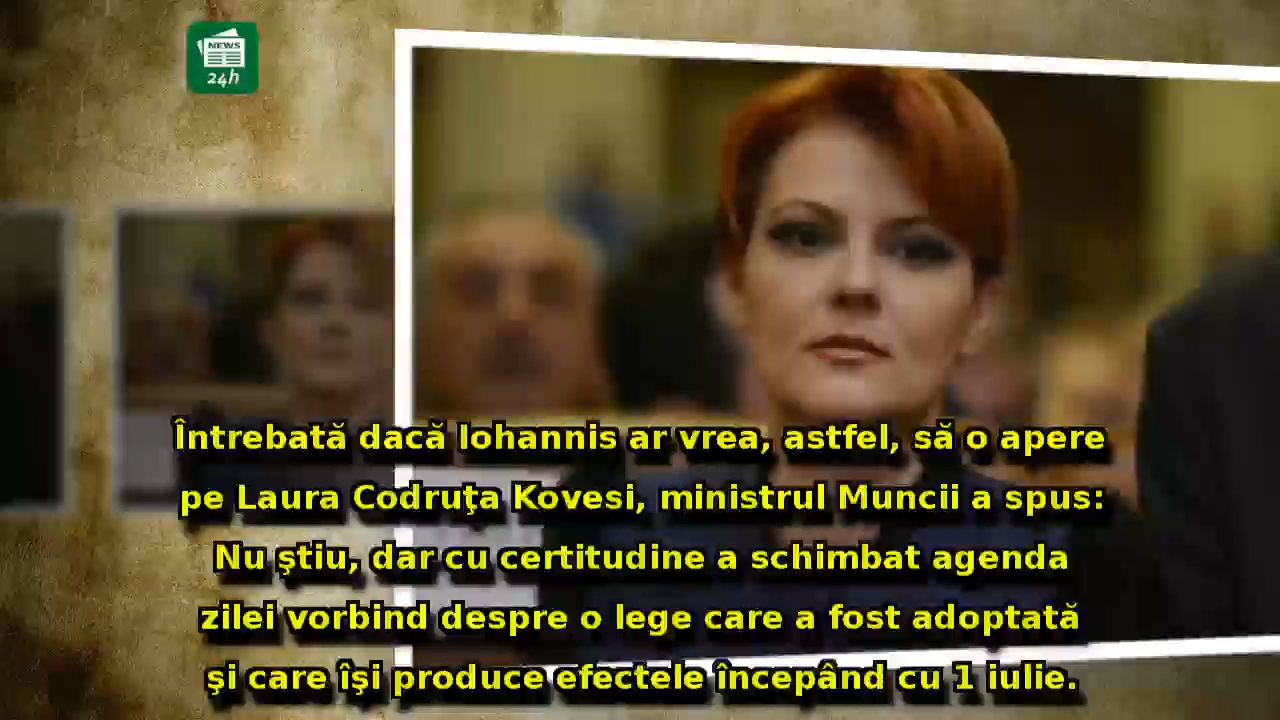 NEWS
24h
Întrebată dacă Iohannis ar vrea, astfel, să o apere
pe Laura Codruţa Kovesi, ministrul Muncii a spus:
Nu ştiu, dar cu certitudine a schimbat agenda
zilei vorbind despre o lege care a fost adoptată
şi care îşi produce efectele începând cu 1 iulie.